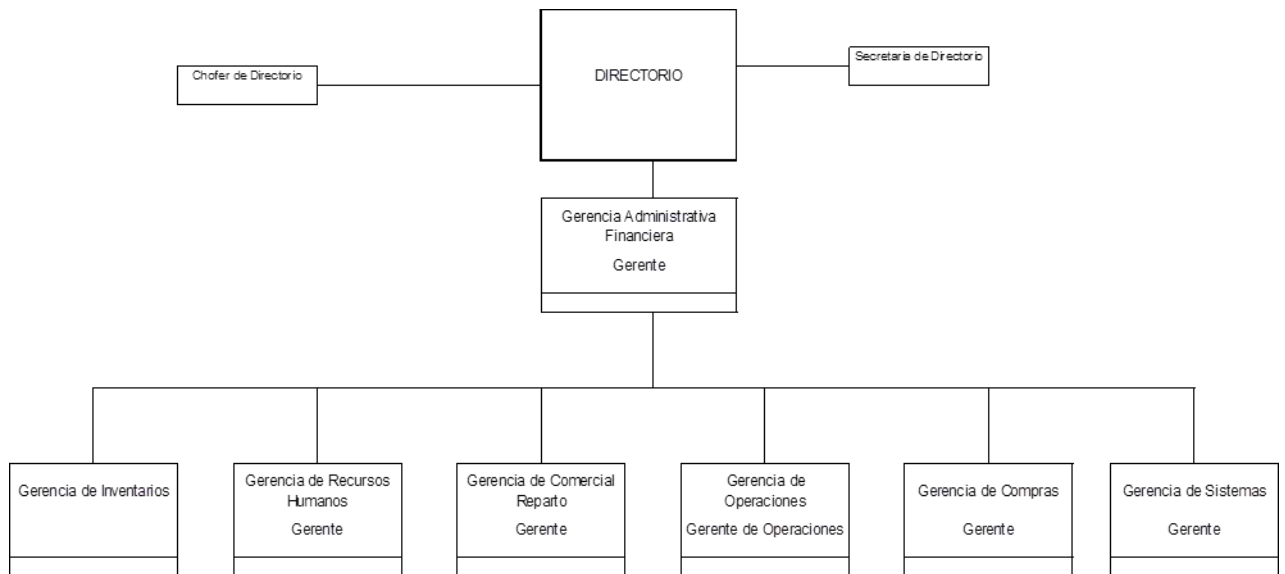 Chofer de Directorio
DIRECTORIO
Secretaria de Directorio
Gerencia Administrativa
Financiera
Gerente
Gerencia de Inventarios
Gerencia de Recursos
Humanos
Gerente
Gerencia de Comercial
Reparto
Gerente
Gerencia de
Operaciones
Gerente de Operaciones
Gerencia de Compras
Gerente
Gerencia de Sistemas
Gerente